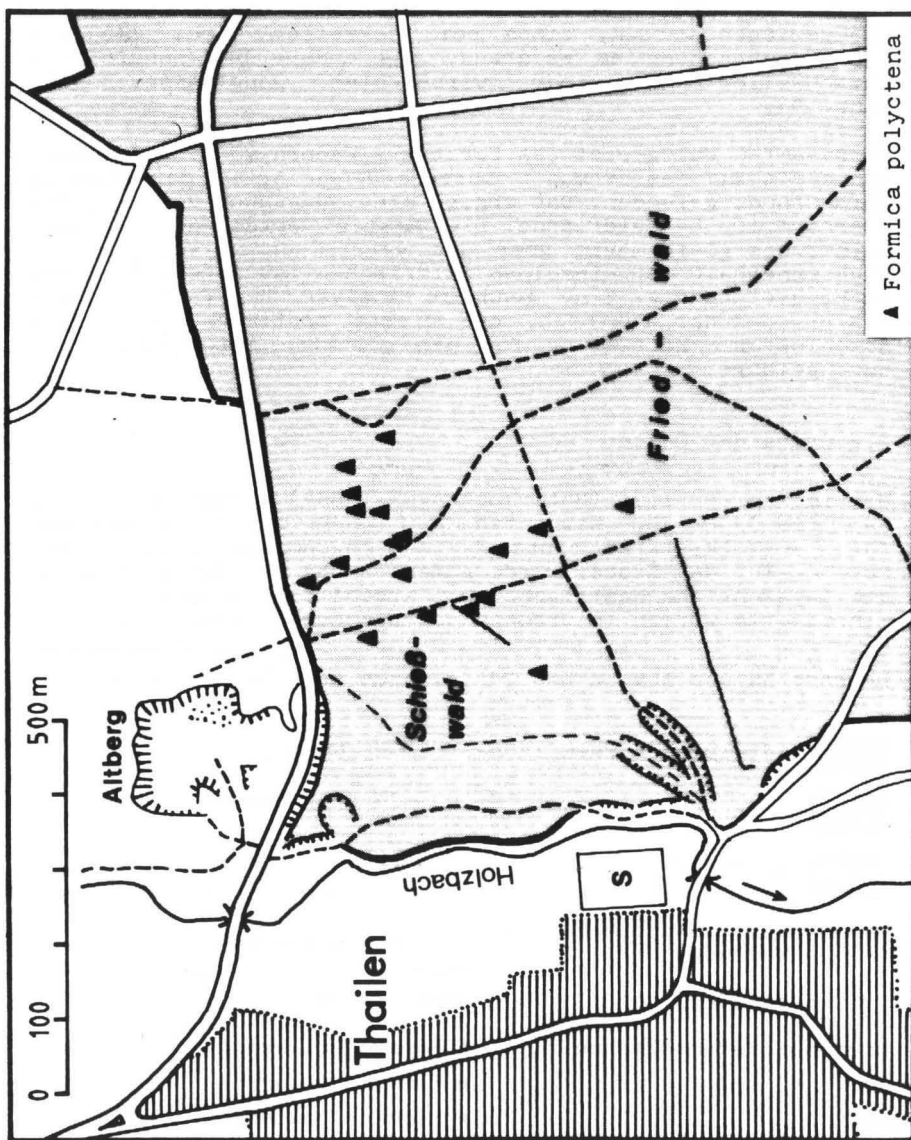 0 100 500 m
Altberg
Thailen
Holzbach
S
Schieß-
wald
Fried - wald
▲ Formica polyctena